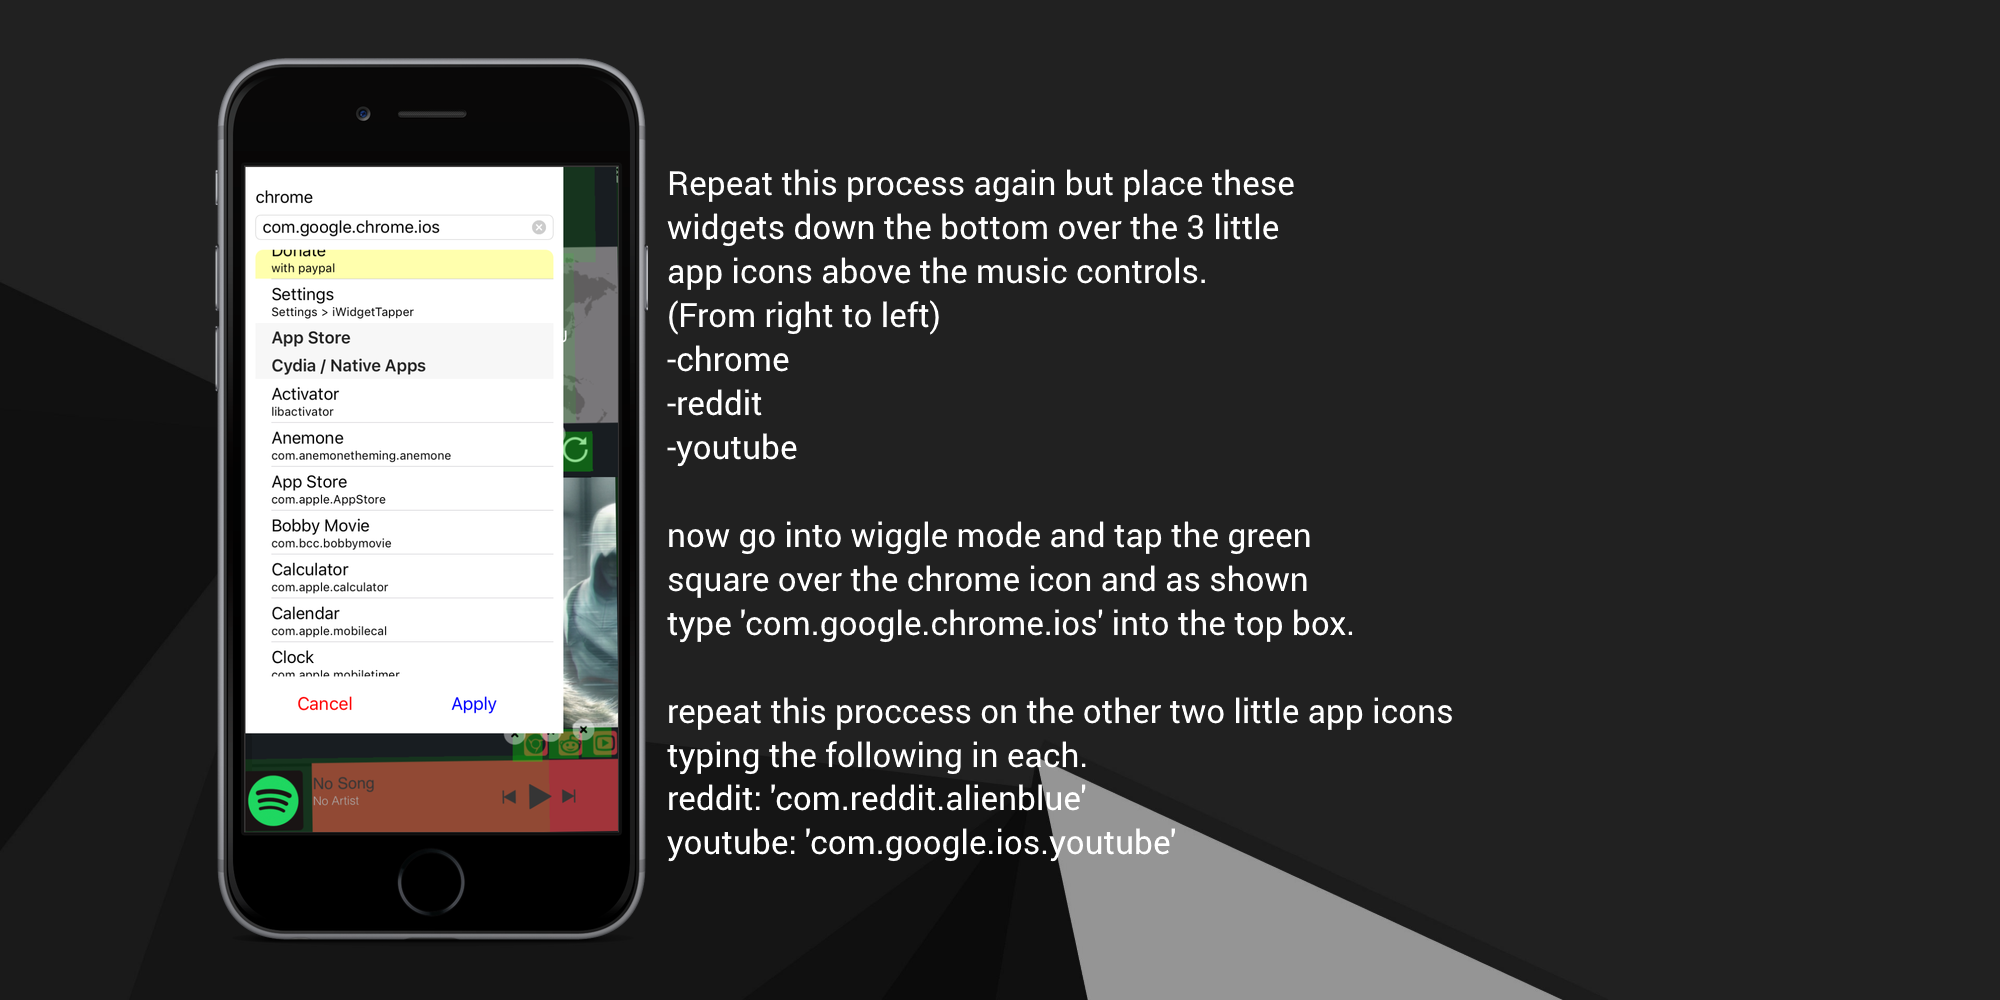 chrome
com.google.chrome.ios
Donate
with paypal
Settings
Settings > iWidgetTapper
App Store
Cydia / Native Apps
Activator
libactivator
Anemone
com.anemonetheming.anemone
App Store
com.apple.AppStore
Bobby Movie
com.bcc.bobbymovie
Calculator
com.apple.calculator
Calendar
com.apple.mobilecal
Clock
com.apple.mobiletimer
Cancel
Apply
No Song
No Artist
Repeat this process again but place these
widgets down the bottom over the 3 little
app icons above the music controls.
(From right to left)
-chrome
-reddit
-youtube
now go into wiggle mode and tap the green
square over the chrome icon and as shown
type 'com.google.chrome.ios' into the top box.
repeat this proccess on the other two little app icons
typing the following in each.
reddit: 'com.reddit.alienblue'
youtube: 'com.google.ios.youtube'